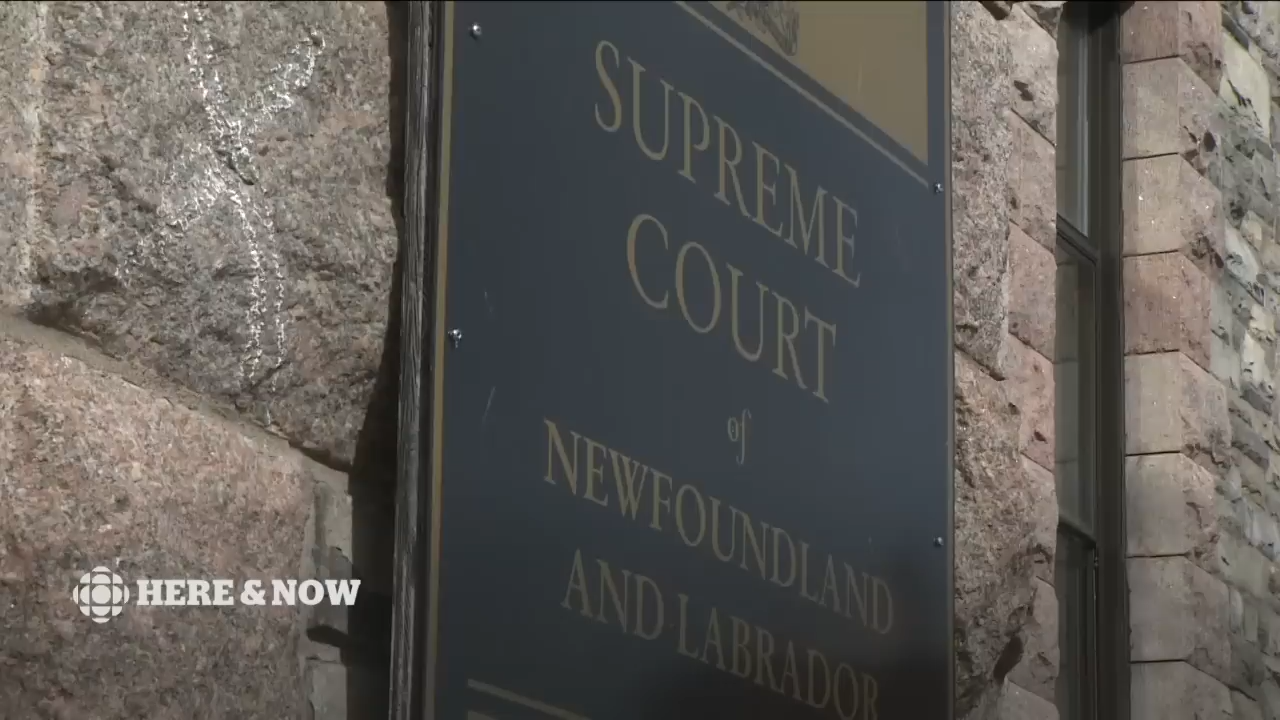 SUPREME
COURT
of
NEWFOUNDLAND
AND LABRADOR
HERE & NOW